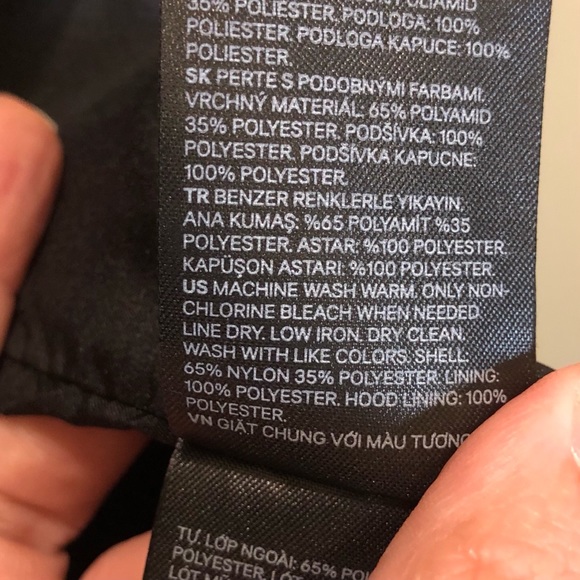 35% POLYESTER. PODLOGA: 100%
POLYESTER. PODLOGA KAPUCE: 100%
POLIESTER.
SK PERTE S PODOBNÝMI FARBAMI.
VRCHNÝ MATERIÁL: 65% POLYAMID
35% POLYESTER. PODŠÍVKA: 100%
POLYESTER. PODŠÍVKA KAPUCNE:
100% POLYESTER.
TR BENZER RENKLERLE YIKAYIN.
ANA KUMAŞ: %65 POLYAMİT %35
POLYESTER. ASTAR: %100 POLYESTER.
KAPÜŞON ASTARI: %100 POLYESTER.
US MACHINE WASH WARM. ONLY NON-
CHLORINE BLEACH WHEN NEEDED.
LINE DRY. LOW IRON. DRY CLEAN.
WASH WITH LIKE COLORS. SHELL:
65% NYLON 35% POLYESTER. LINING:
100% POLYESTER. HOOD LINING: 100%
POLYESTER.
VN GIẶT CHUNG VỚI MÀU TƯƠNG
TỰ. LỚP NGOÀI: 65%
POLYESTER.
LÓT